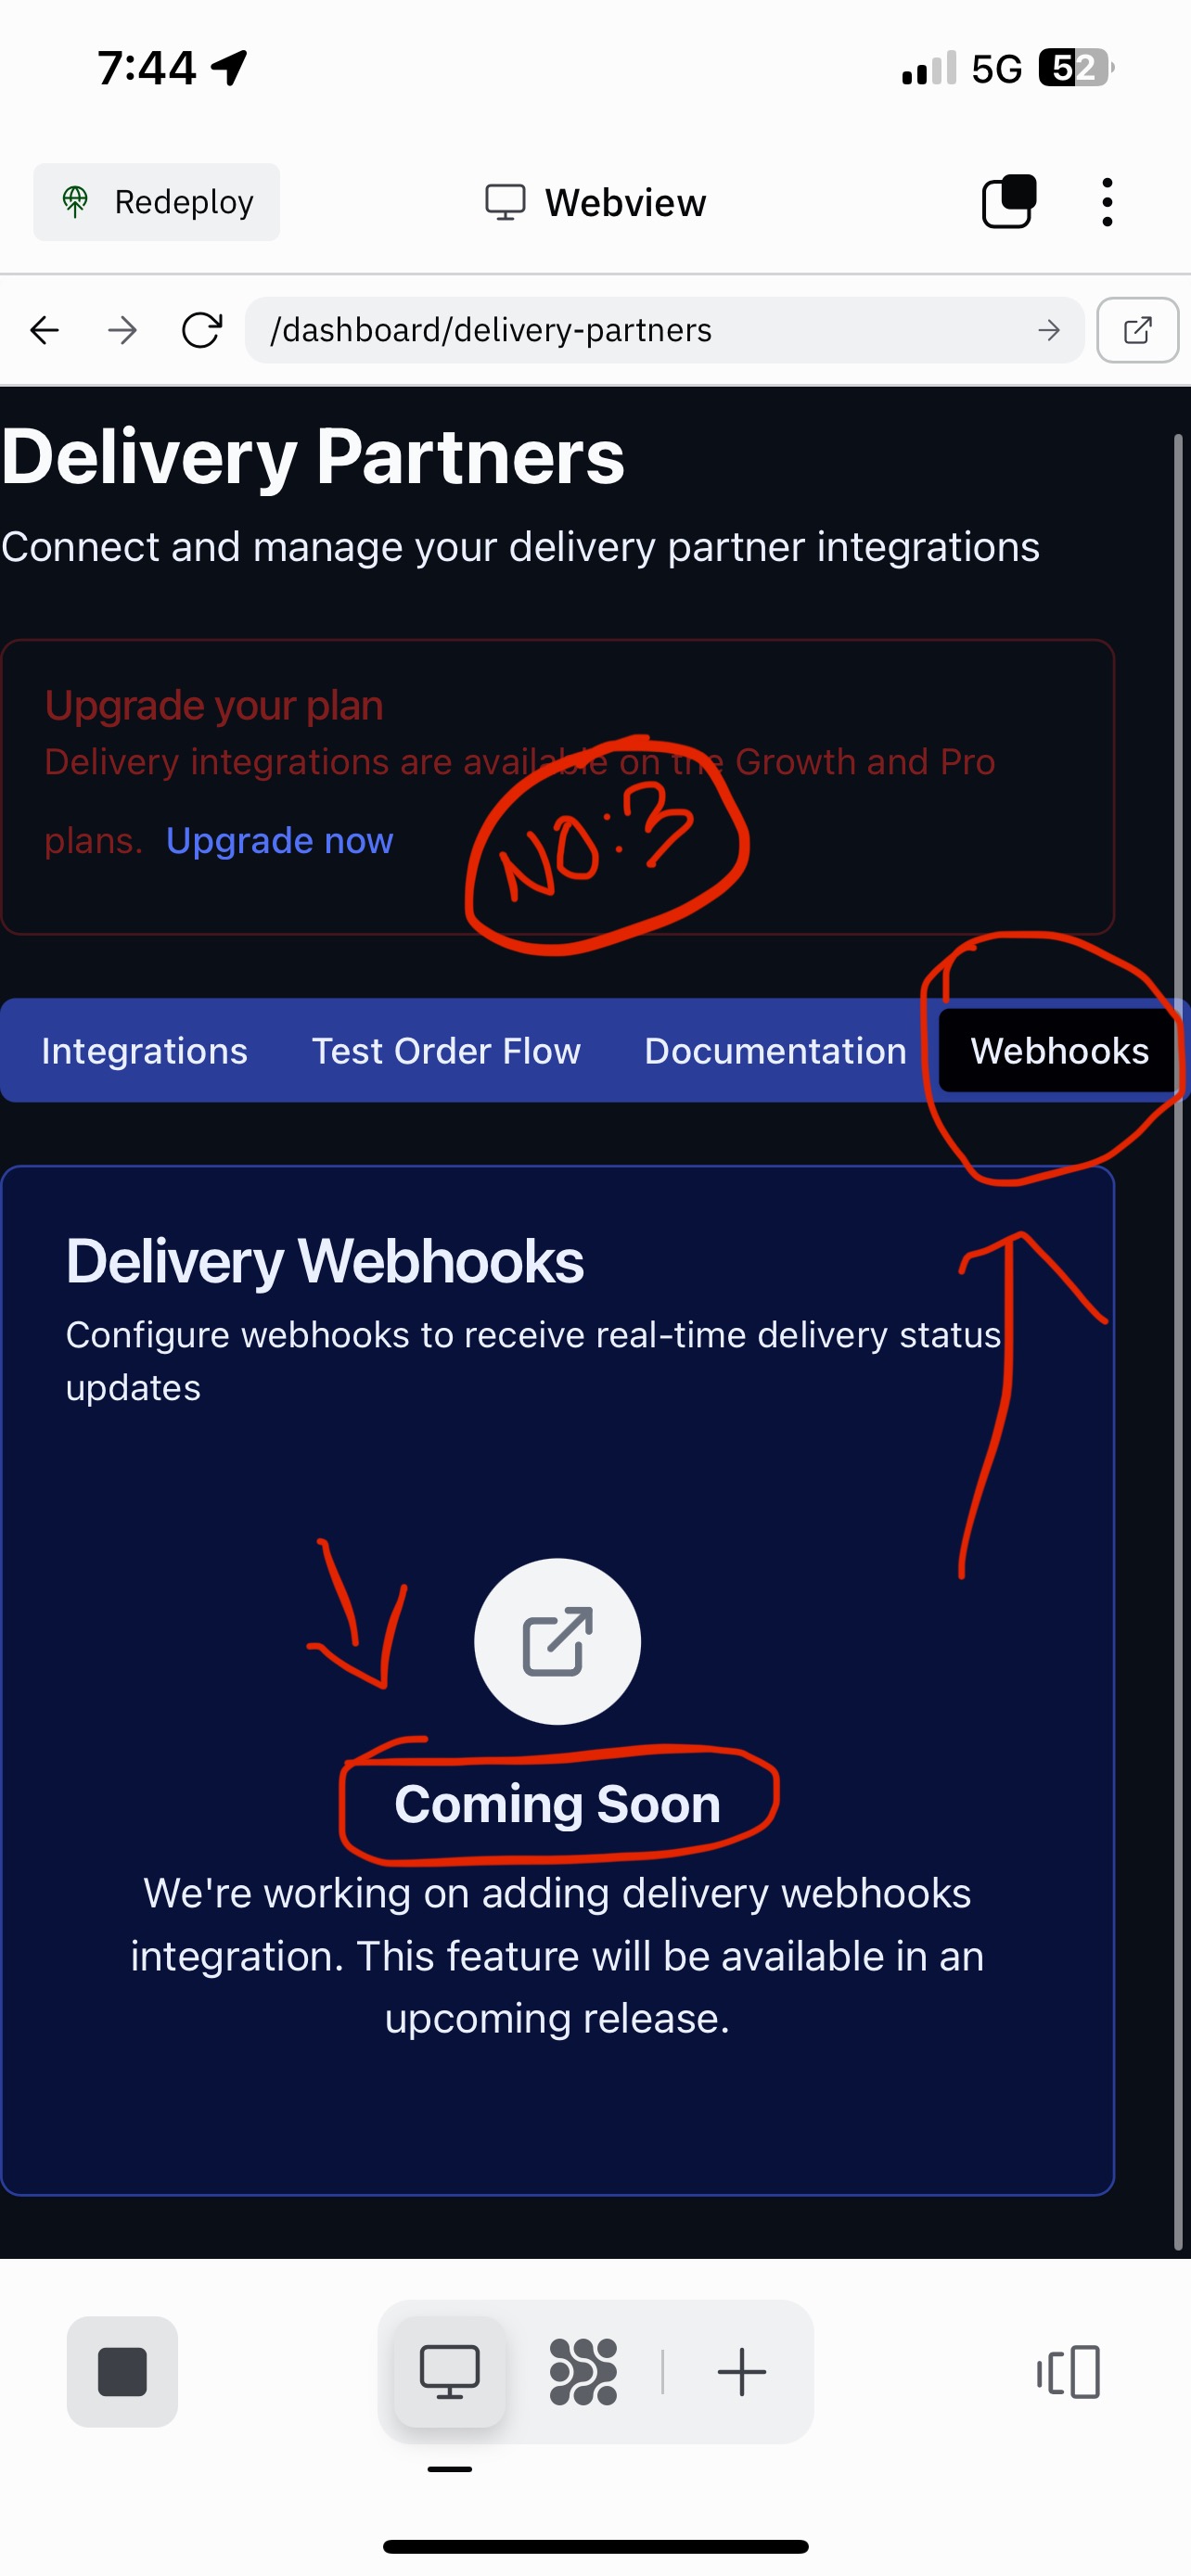 7:44
5G 52
Redeploy
Webview
/dashboard/delivery-partners
Delivery Partners
Connect and manage your delivery partner integrations
Upgrade your plan
Delivery integrations are available on the Growth and Pro
plans. Upgrade now
NO:3
Integrations Test Order Flow Documentation Webhooks
Delivery Webhooks
Configure webhooks to receive real-time delivery status
updates
Coming Soon
We're working on adding delivery webhooks
integration. This feature will be available in an
upcoming release.